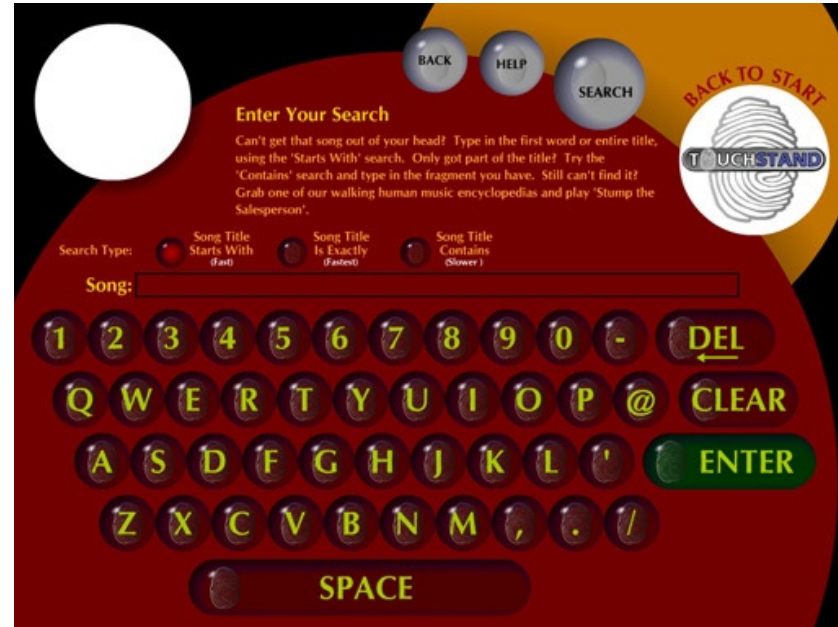 BACK
HELP
SEARCH
BACK TO START
TOUCHSTAND
Enter Your Search
Can't get that song out of your head? Type in the first word or entire title,
using the 'Starts With' search. Only got part of the title? Try the
'Contains' search and type in the fragment you have. Still can't find it?
Grab one of our walking human music encyclopedias and play 'Stump the
Salesperson'.
Search Type:
Song Title
Starts With
(Fast)
Song Title
Is Exactly
(Fastest)
Song Title
Contains
(Slower )
Song:
1 2 3 4 5 6 7 8 9 0 - DEL
Q W E R T Y U I O P @ CLEAR
A S D F G H J K L ' ENTER
Z X C V B N M , . /
SPACE